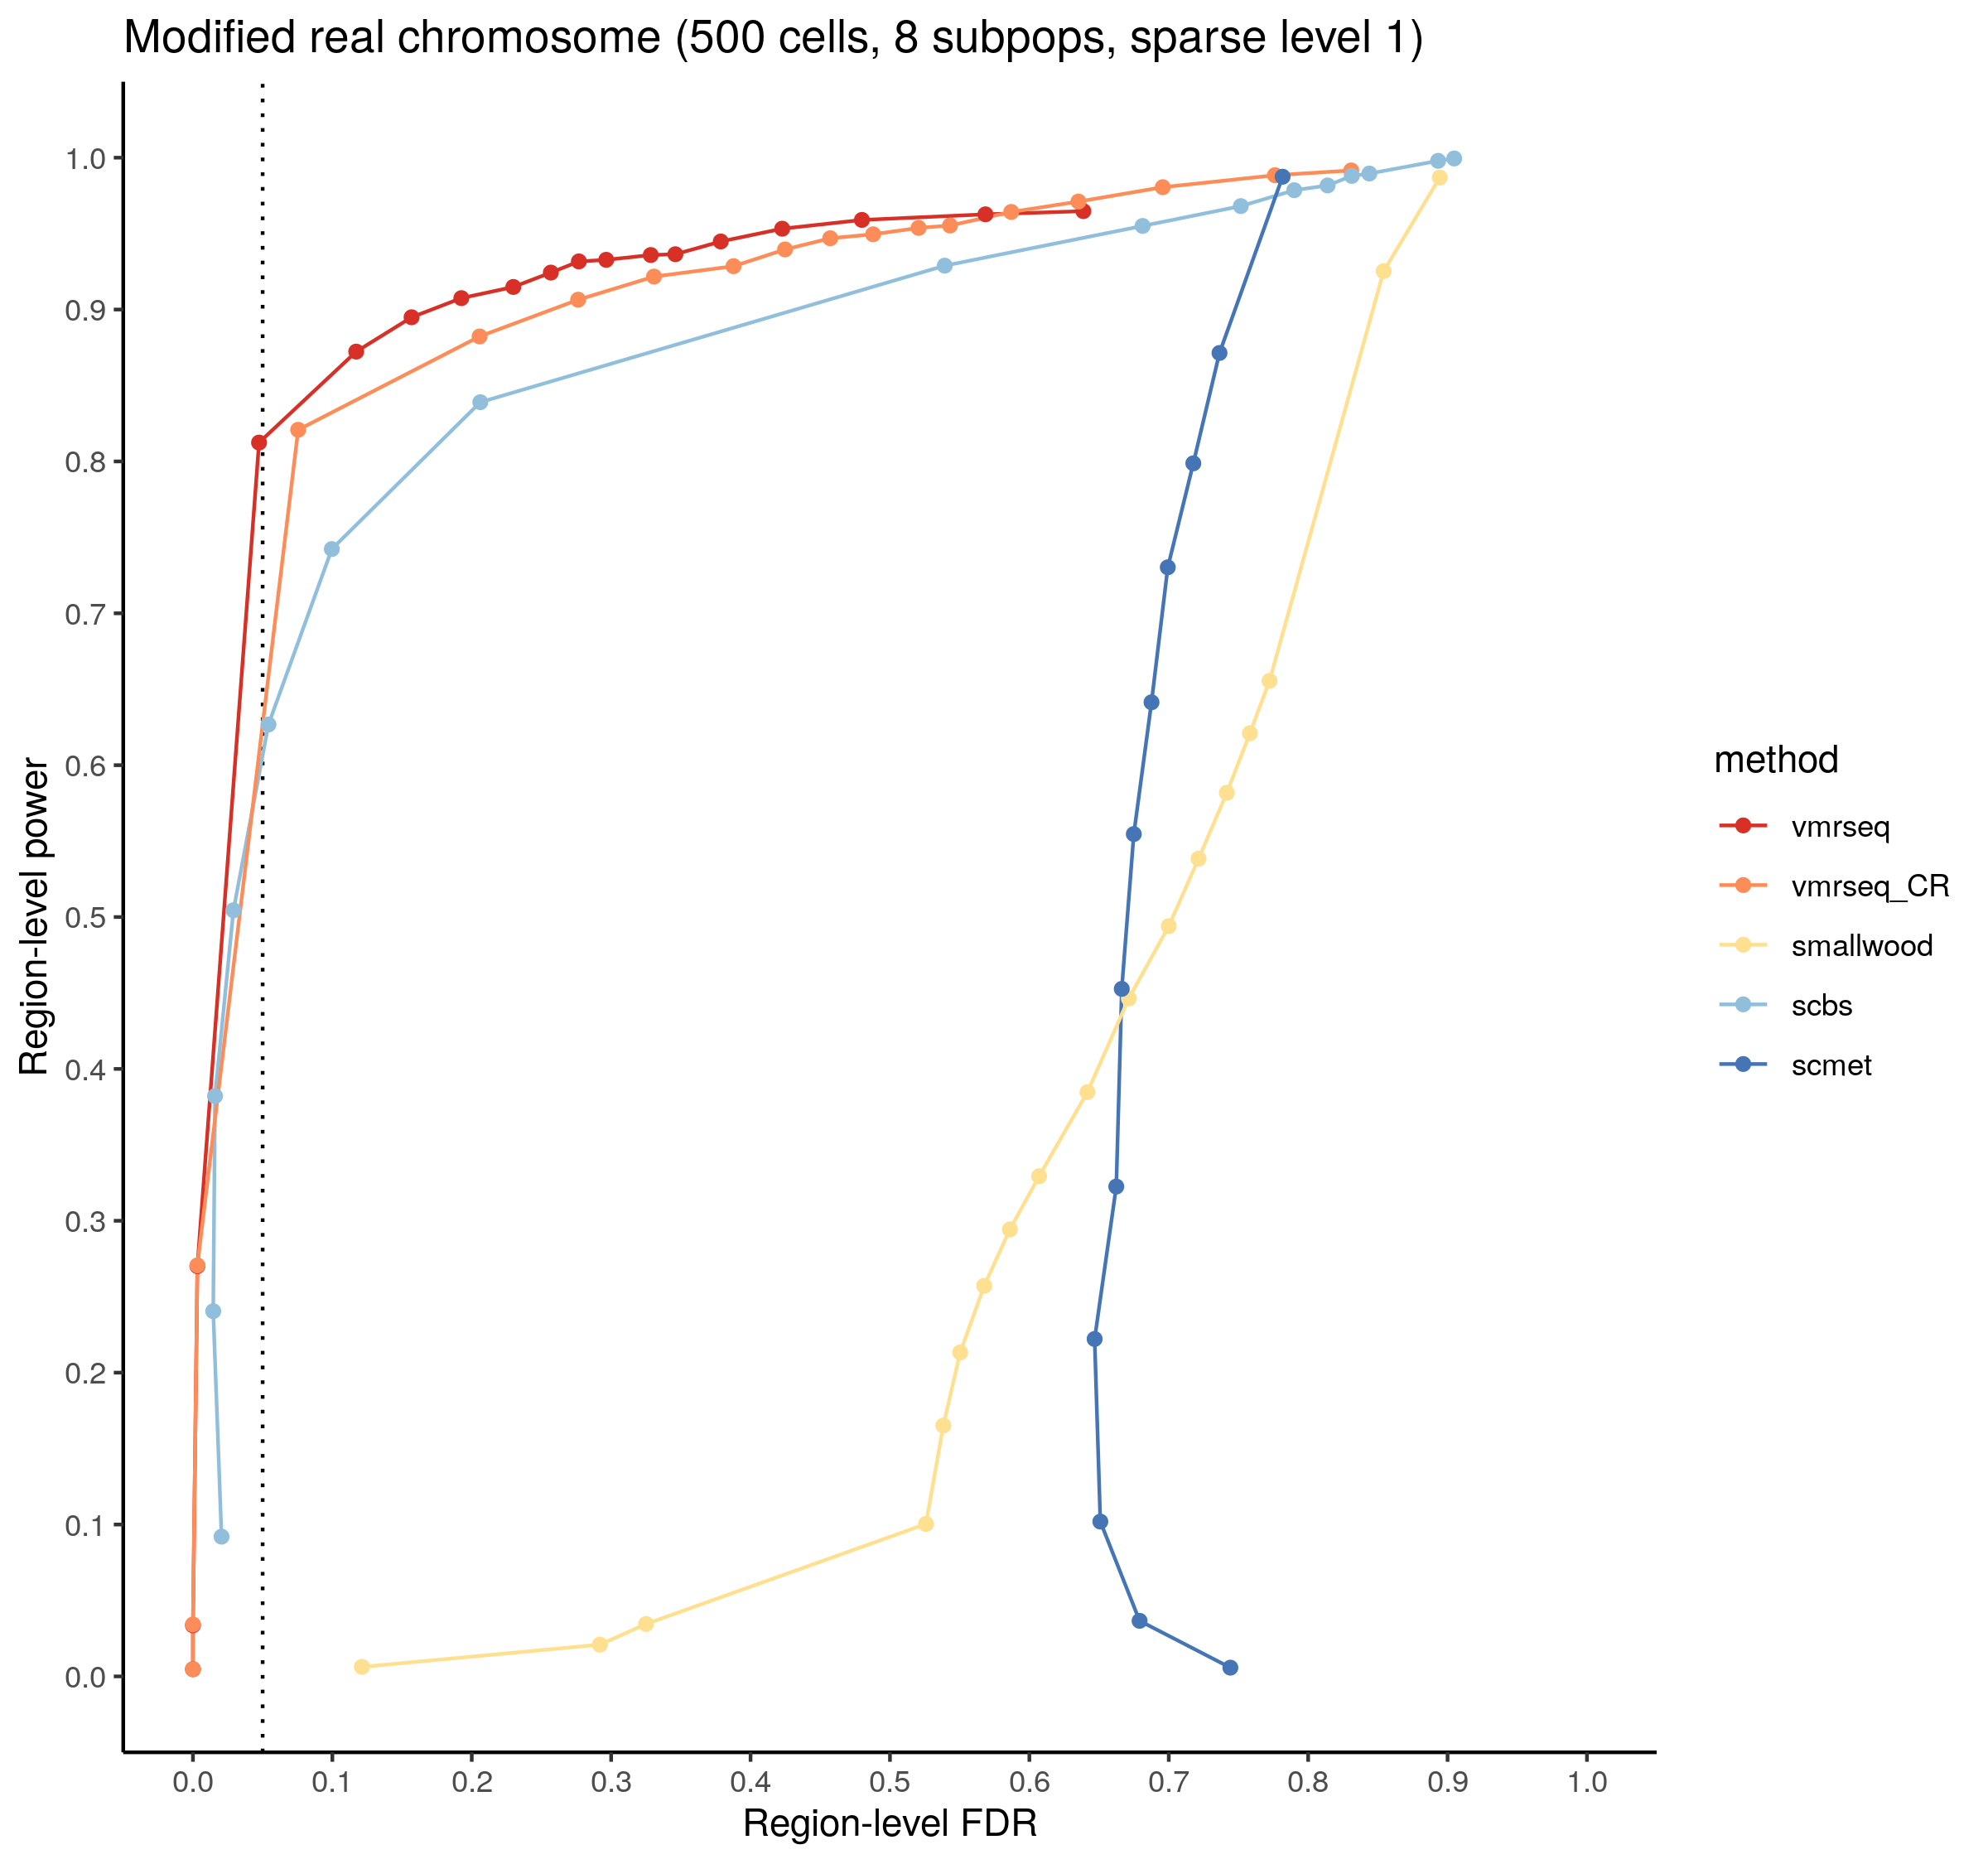 Modified real chromosome (500 cells, 8 subpops, sparse level 1)
1.0
0.9
0.8
0.7
0.6
0.5
0.4
0.3
0.2
0.1
0.0
Region-level power
0.0 0.1 0.2 0.3 0.4 0.5 0.6 0.7 0.8 0.9 1.0
Region-level FDR
method
vmrseq
vmrseq_CR
smallwood
scbs
scmet